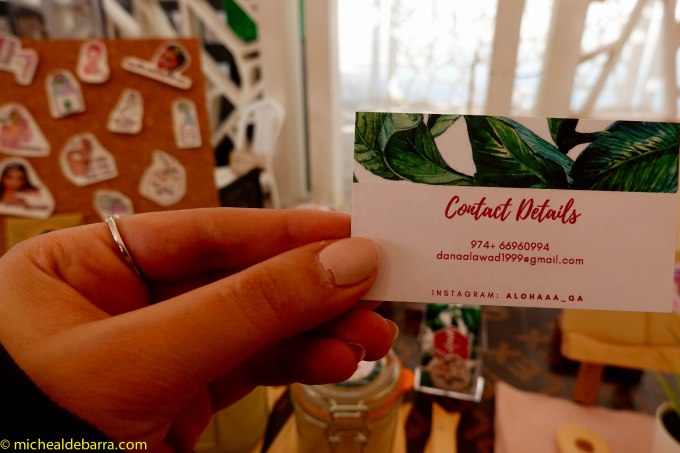 Contact Details
974+ 66960994
danaalawad1999@gmail.com
INSTAGRAM: ALOHAAA_QA
© michealdebarra.com